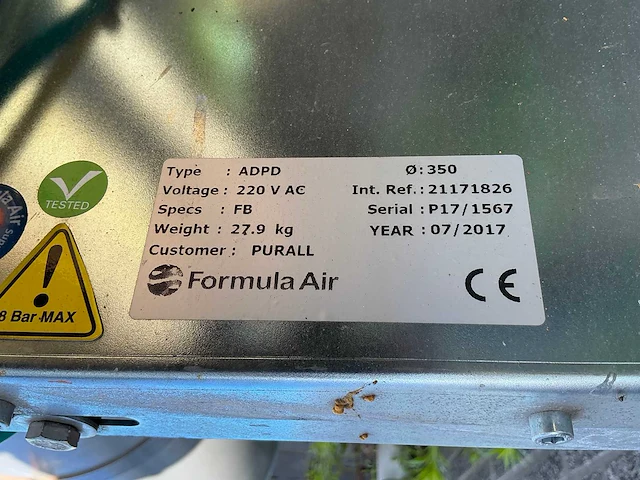 Type : ADPD Ø: 350
Voltage : 220 V AC Int. Ref.: 21171826
Specs : FB Serial : P17/1567
Weight : 27.9 kg YEAR : 07/2017
Customer : PURALL
Formula Air
CE
TESTED
8 Bar MAX